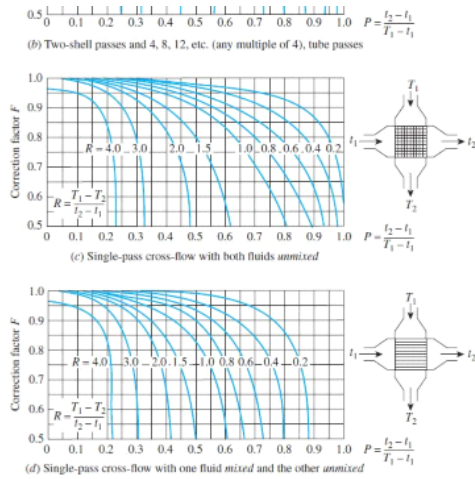 0.5
0 0.1 0.2 0.3 0.4 0.5 0.6 0.7 0.8 0.9 1.0
P = t2 − t1 / T1 − t1
(b) Two-shell passes and 4, 8, 12, etc. (any multiple of 4), tube passes
Correction factor F
1.0
0.9
0.8
0.7
0.6
0.5
R = 4.0 3.0 2.0 1.5 1.0 0.8 0.6 0.4 0.2
R = T1 − T2 / t2 − t1
0 0.1 0.2 0.3 0.4 0.5 0.6 0.7 0.8 0.9 1.0
T1
t1 t2
T2
P = t2 − t1 / T1 − t1
(c) Single-pass cross-flow with both fluids unmixed
Correction factor F
1.0
0.9
0.8
0.7
0.6
0.5
R = 4.0 3.0 2.0 1.5 1.0 0.8 0.6 0.4 0.2
R = T1 − T2 / t2 − t1
0 0.1 0.2 0.3 0.4 0.5 0.6 0.7 0.8 0.9 1.0
T1
t1 t2
T2
P = t2 − t1 / T1 − t1
(d) Single-pass cross-flow with one fluid mixed and the other unmixed